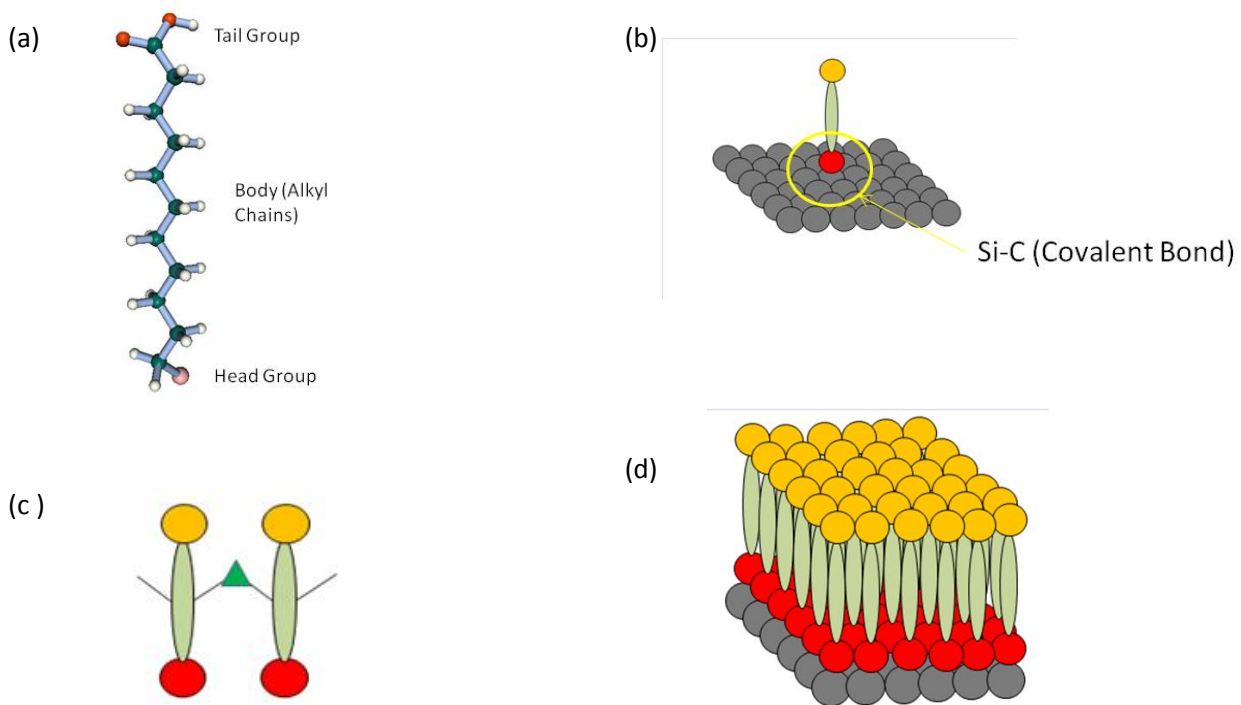 (a)
Tail Group
Body (Alkyl
Chains)
Head Group
(b)
Si-C (Covalent Bond)
(c )
(d)